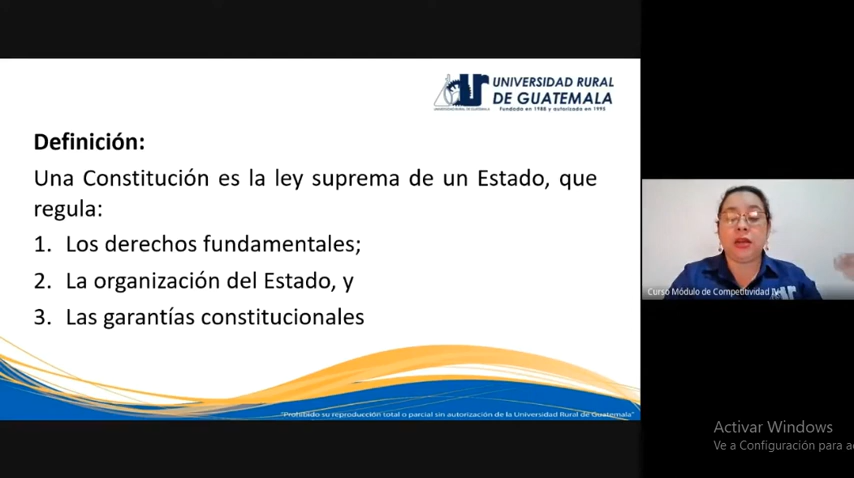 UNIVERSIDAD RURAL
DE GUATEMALA
Fundada en 1988 y autorizada en 1995
Definición:
Una Constitución es la ley suprema de un Estado, que
regula:
1. Los derechos fundamentales;
2. La organización del Estado, y
3. Las garantías constitucionales
"Prohibido su reproducción total o parcial sin autorización de la Universidad Rural de Guatemala"
Curso Módulo de Competitividad IV
Activar Windows
Ve a Configuración para